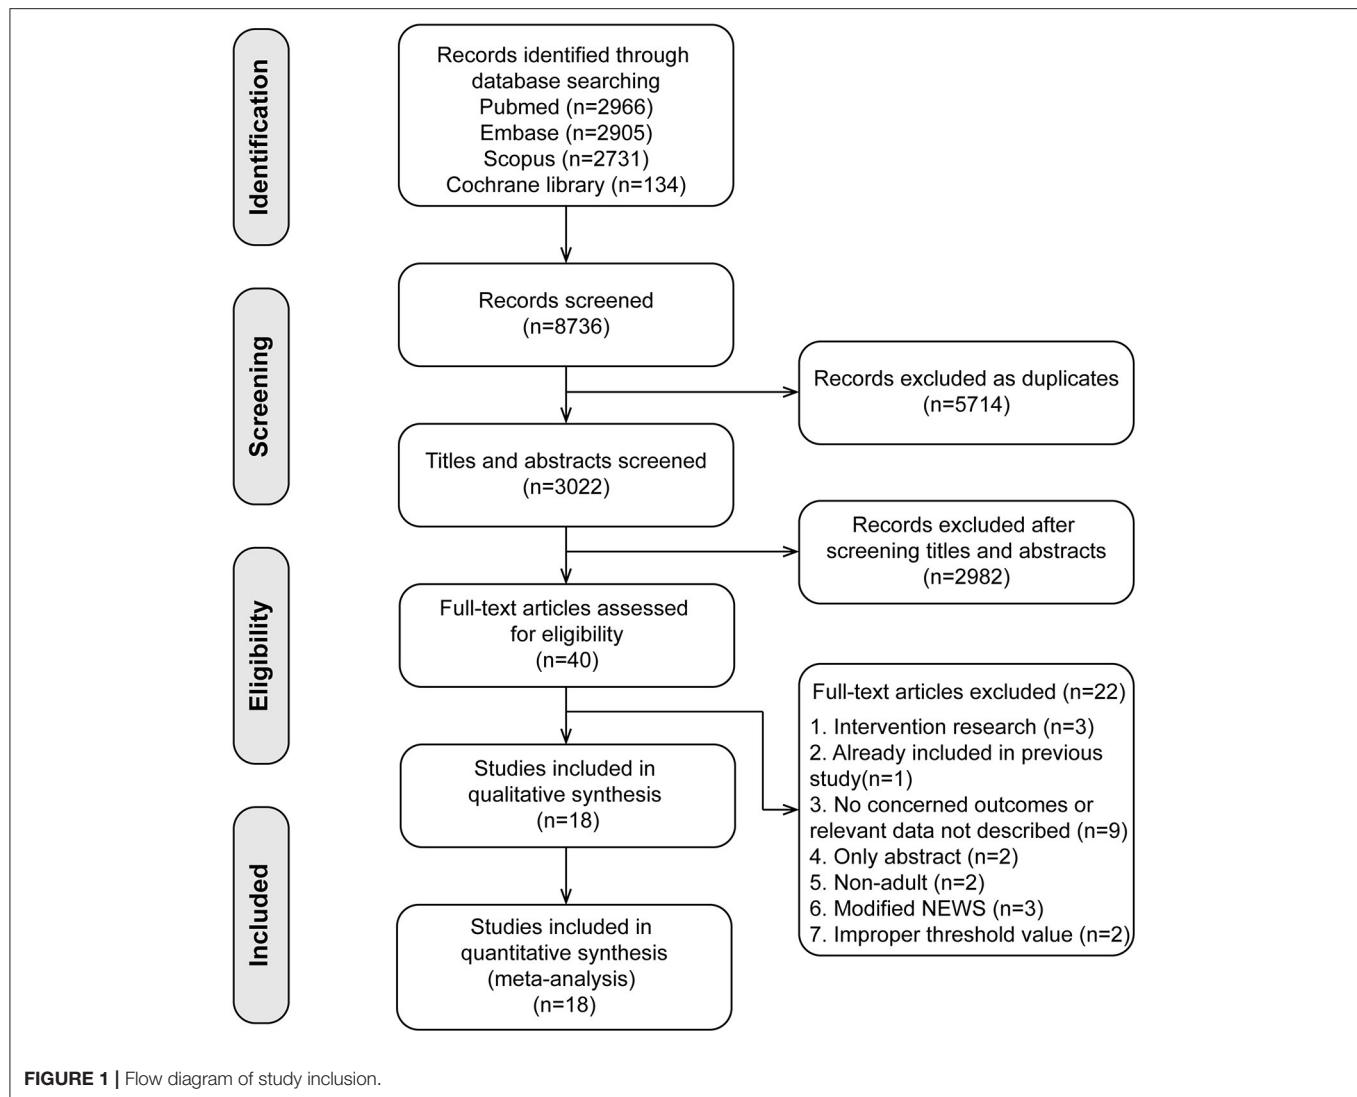 Identification
Records identified through
database searching
Pubmed (n=2966)
Embase (n=2905)
Scopus (n=2731)
Cochrane library (n=134)
Screening
Records screened
(n=8736)
Records excluded as duplicates
(n=5714)
Titles and abstracts screened
(n=3022)
Records excluded after
screening titles and abstracts
(n=2982)
Eligibility
Full-text articles assessed
for eligibility
(n=40)
Full-text articles excluded (n=22)
1. Intervention research (n=3)
2. Already included in previous
study(n=1)
3. No concerned outcomes or
relevant data not described (n=9)
4. Only abstract (n=2)
5. Non-adult (n=2)
6. Modified NEWS (n=3)
7. Improper threshold value (n=2)
Studies included in
qualitative synthesis
(n=18)
Included
Studies included in
quantitative synthesis
(meta-analysis)
(n=18)
FIGURE 1 | Flow diagram of study inclusion.